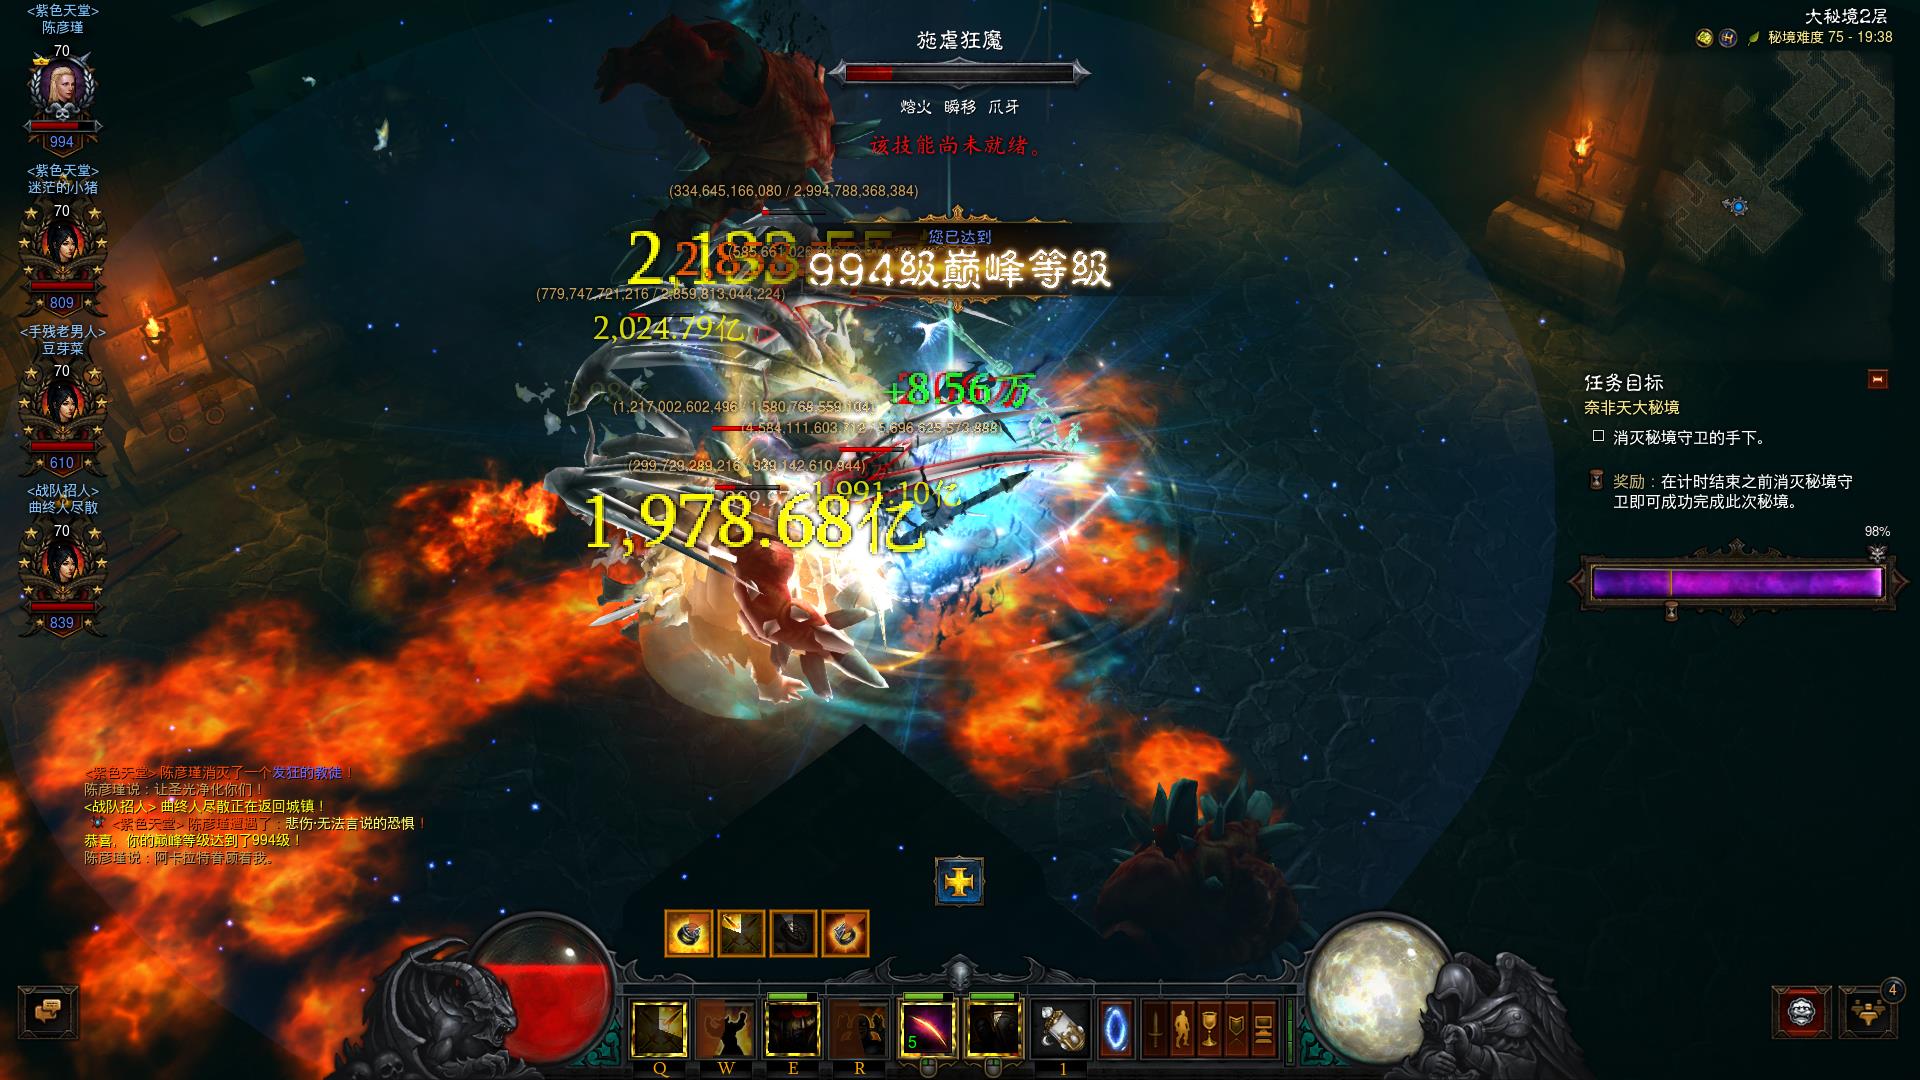 <紫色天堂>
陈彦瑾
70
994
<紫色天堂>
迷茫的小猪
70
809
<手残老男人>
豆芽菜
70
610
<战队招人>
曲终人尽散
70
839
施虐狂魔
熔火 瞬移 爪牙
该技能尚未就绪。
(334,645,166,080 / 2,994,788,368,384)
您已达到
994级巅峰等级
(779,747,721,216 / 2,859,813,044,224)
2,024.79亿
+8.56万
(1,217,002,602,496 / 1,580,768,559,104)
(299,729,289,216 / 939,142,610,944)
1,991.10亿
1,978.68亿
大秘境2层
秘境难度 75 - 19:38
任务目标
奈非天大秘境
消灭秘境守卫的手下。
奖励：在计时结束之前消灭秘境守
卫即可成功完成此次秘境。
98%
<紫色天堂> 陈彦瑾消灭了一个发狂的教徒！
陈彦瑾说：让圣光净化你们！
<战队招人> 曲终人尽散正在返回城镇！
<紫色天堂> 陈彦瑾遭遇了：悲伤·无法言说的恐惧！
恭喜，你的巅峰等级达到了994级！
陈彦瑾说：阿卡拉特眷顾着我。
5
4
Q W E R 1